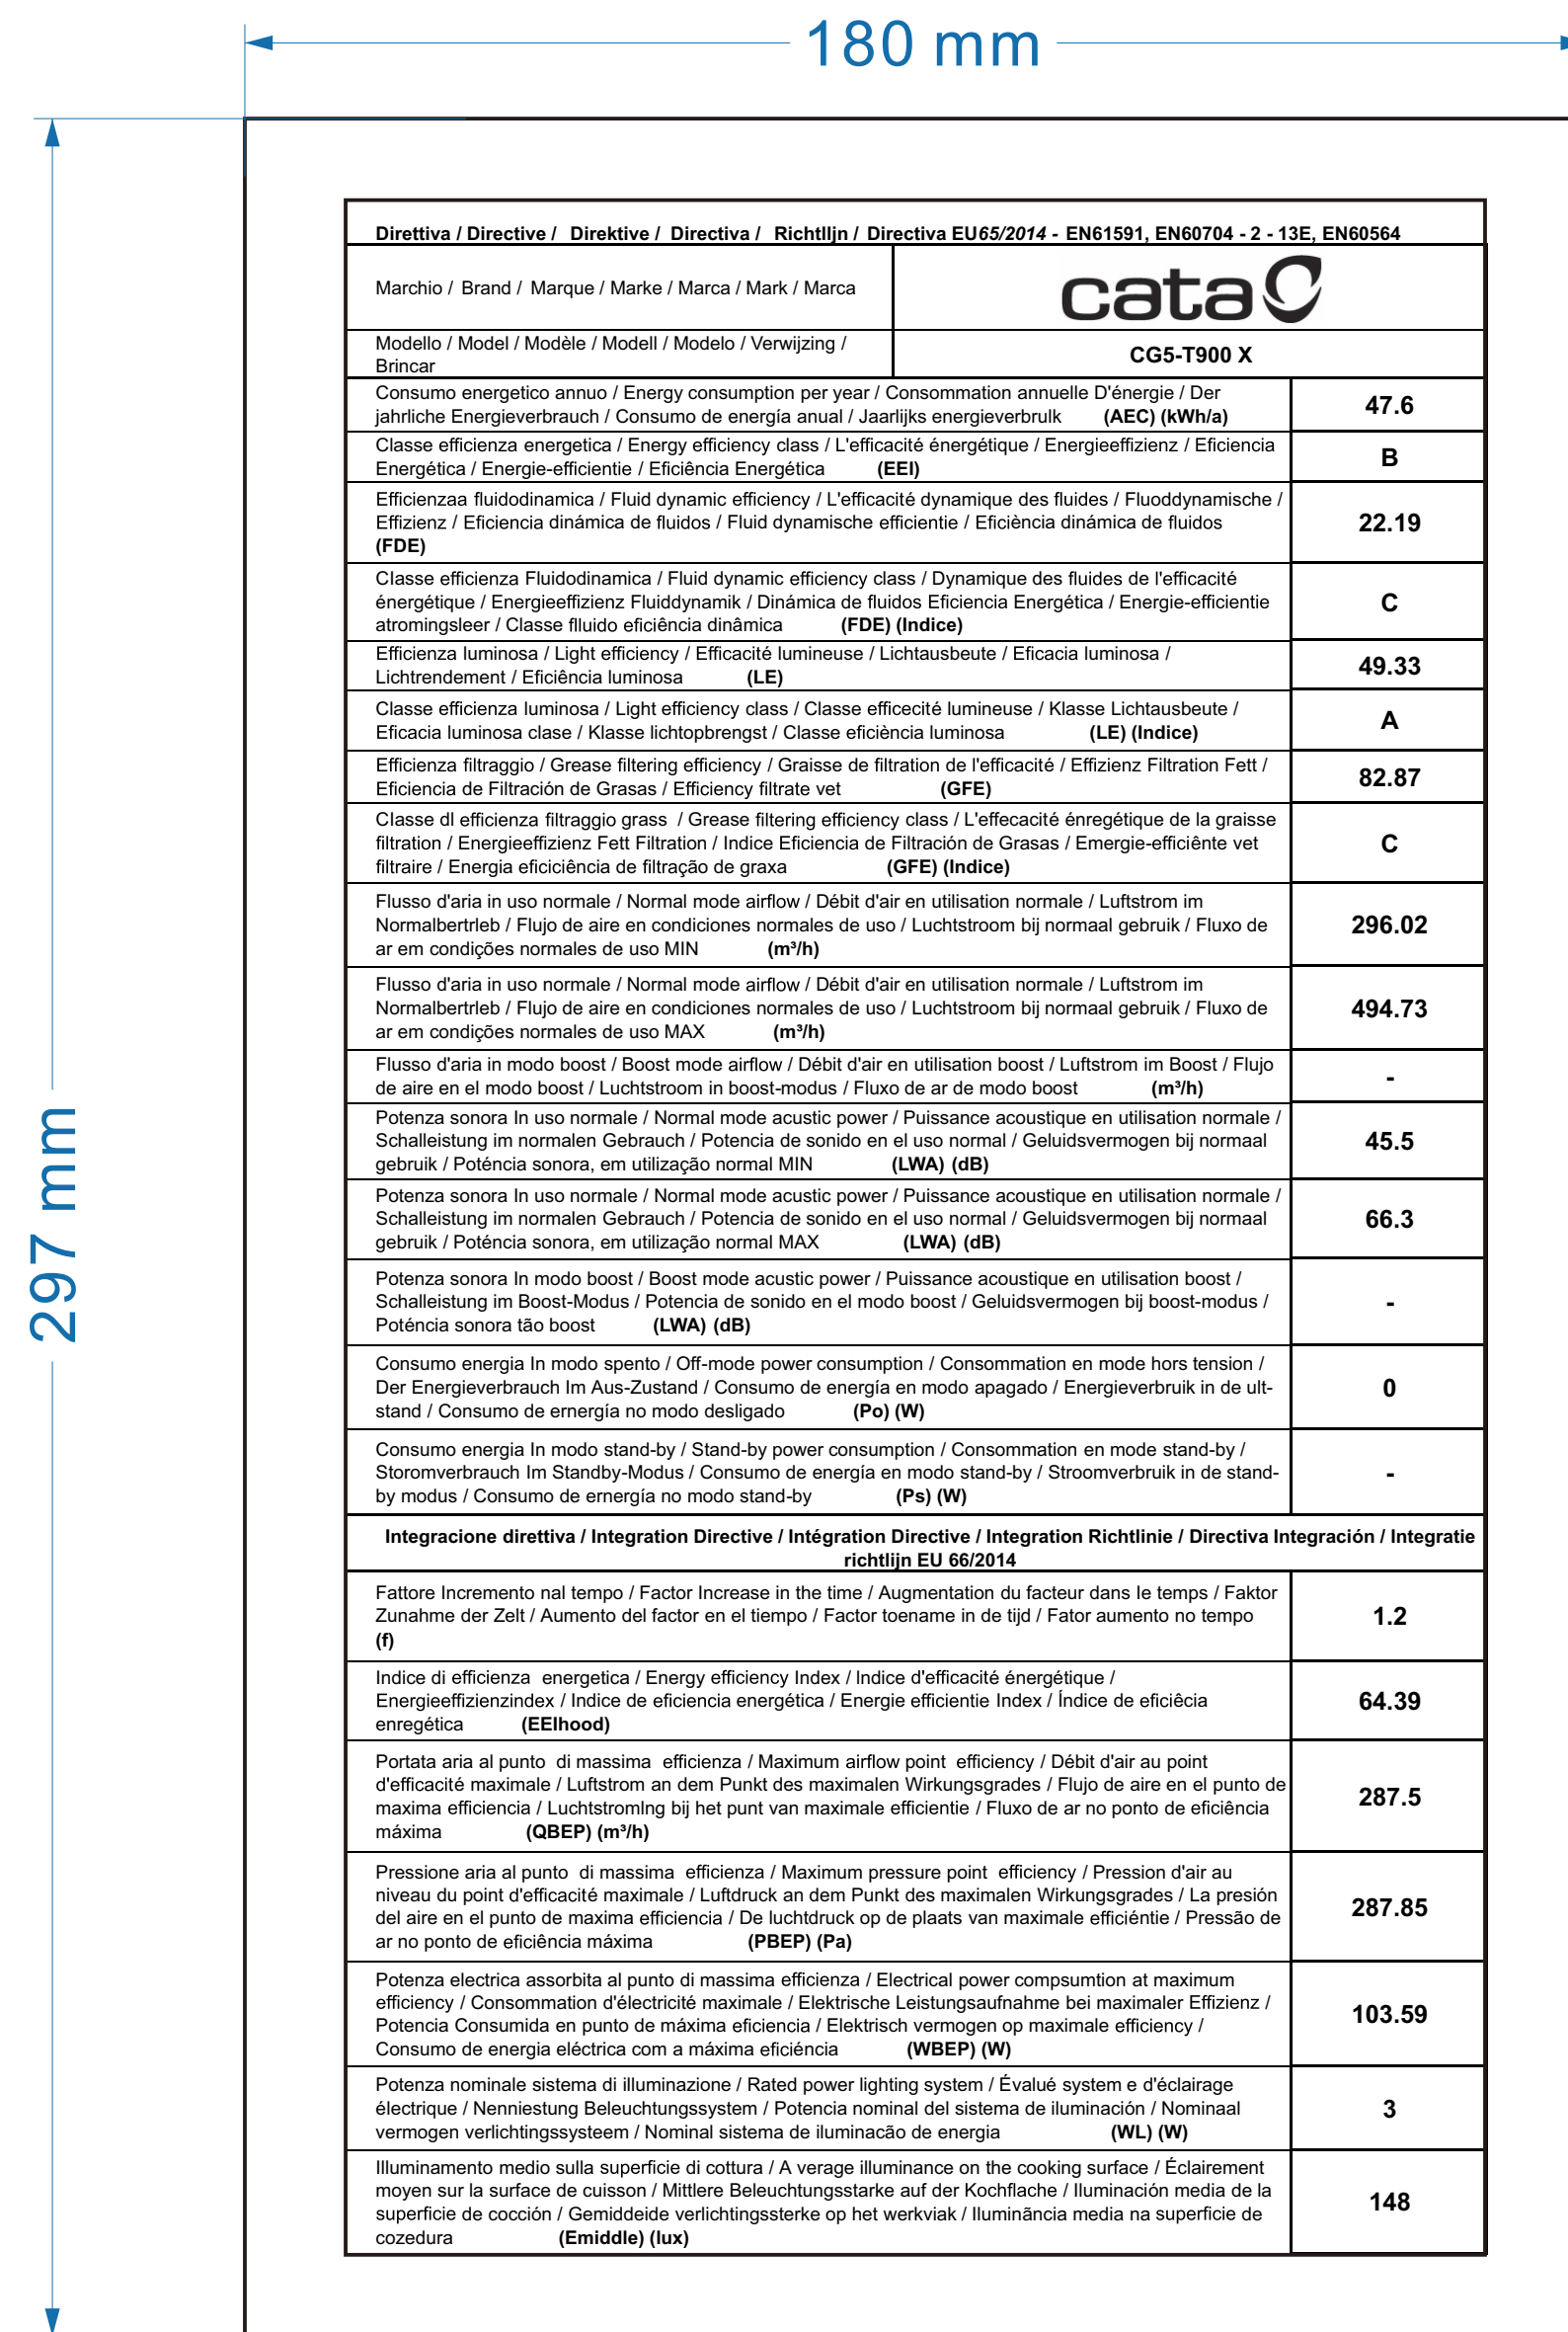 180 mm
297 mm
Direttiva / Directive / Direktive / Directiva / Richtlljn / Directiva EU65/2014 - EN61591, EN60704 - 2 - 13E, EN60564
Marchio / Brand / Marque / Marke / Marca / Mark / Marca
cata
Modello / Model / Modèle / Modell / Modelo / Verwijzing /
Brincar
CG5-T900 X
Consumo energetico annuo / Energy consumption per year / Consommation annuelle D'énergie / Der
jahrliche Energieverbrauch / Consumo de energía anual / Jaarlijks energieverbrulk (AEC) (kWh/a)
47.6
Classe efficienza energetica / Energy efficiency class / L'efficacité énergétique / Energieeffizienz / Eficiencia
Energética / Energie-efficientie / Eficiência Energética (EEI)
B
Efficienzaa fluidodinamica / Fluid dynamic efficiency / L'efficacité dynamique des fluides / Fluoddynamische /
Effizienz / Eficiencia dinámica de fluidos / Fluid dynamische efficientie / Eficiència dinámica de fluidos
(FDE)
22.19
Classe efficienza Fluidodinamica / Fluid dynamic efficiency class / Dynamique des fluides de l'efficacité
énergétique / Energieeffizienz Fluiddynamik / Dinámica de fluidos Eficiencia Energética / Energie-efficientie
atromingsleer / Classe flluido eficiência dinâmica (FDE) (Indice)
C
Efficienza luminosa / Light efficiency / Efficacité lumineuse / Lichtausbeute / Eficacia luminosa /
Lichtrendement / Eficiência luminosa (LE)
49.33
Classe efficienza luminosa / Light efficiency class / Classe efficecité lumineuse / Klasse Lichtausbeute /
Eficacia luminosa clase / Klasse lichtopbrengst / Classe eficiència luminosa (LE) (Indice)
A
Efficienza filtraggio / Grease filtering efficiency / Graisse de filtration de l'efficacité / Effizienz Filtration Fett /
Eficiencia de Filtración de Grasas / Efficiency filtrate vet (GFE)
82.87
Classe dl efficienza filtraggio grass / Grease filtering efficiency class / L'effecacité énregétique de la graisse
filtration / Energieeffizienz Fett Filtration / Indice Eficiencia de Filtración de Grasas / Emergie-efficiênte vet
filtraire / Energia eficiciência de filtração de graxa (GFE) (Indice)
C
Flusso d'aria in uso normale / Normal mode airflow / Débit d'air en utilisation normale / Luftstrom im
Normalbertrleb / Flujo de aire en condiciones normales de uso / Luchtstroom bij normaal gebruik / Fluxo de
ar em condições normales de uso MIN (m³/h)
296.02
Flusso d'aria in uso normale / Normal mode airflow / Débit d'air en utilisation normale / Luftstrom im
Normalbertrleb / Flujo de aire en condiciones normales de uso / Luchtstroom bij normaal gebruik / Fluxo de
ar em condições normales de uso MAX (m³/h)
494.73
Flusso d'aria in modo boost / Boost mode airflow / Débit d'air en utilisation boost / Luftstrom im Boost / Flujo
de aire en el modo boost / Luchtstroom in boost-modus / Fluxo de ar de modo boost (m³/h)
-
Potenza sonora In uso normale / Normal mode acustic power / Puissance acoustique en utilisation normale /
Schalleistung im normalen Gebrauch / Potencia de sonido en el uso normal / Geluidsvermogen bij normaal
gebruik / Poténcia sonora, em utilização normal MIN (LWA) (dB)
45.5
Potenza sonora In uso normale / Normal mode acustic power / Puissance acoustique en utilisation normale /
Schalleistung im normalen Gebrauch / Potencia de sonido en el uso normal / Geluidsvermogen bij normaal
gebruik / Poténcia sonora, em utilização normal MAX (LWA) (dB)
66.3
Potenza sonora In modo boost / Boost mode acustic power / Puissance acoustique en utilisation boost /
Schalleistung im Boost-Modus / Potencia de sonido en el modo boost / Geluidsvermogen bij boost-modus /
Poténcia sonora tão boost (LWA) (dB)
-
Consumo energia In modo spento / Off-mode power consumption / Consommation en mode hors tension /
Der Energieverbrauch Im Aus-Zustand / Consumo de energía en modo apagado / Energieverbruik in de ult-
stand / Consumo de ernergía no modo desligado (Po) (W)
0
Consumo energia In modo stand-by / Stand-by power consumption / Consommation en mode stand-by /
Storomverbrauch Im Standby-Modus / Consumo de energía en modo stand-by / Stroomverbruik in de stand-
by modus / Consumo de ernergía no modo stand-by (Ps) (W)
-
Integracione direttiva / Integration Directive / Intégration Directive / Integration Richtlinie / Directiva Integración / Integratie
richtlijn EU 66/2014
Fattore Incremento nal tempo / Factor Increase in the time / Augmentation du facteur dans le temps / Faktor
Zunahme der Zelt / Aumento del factor en el tiempo / Factor toename in de tijd / Fator aumento no tempo
(f)
1.2
Indice di efficienza energetica / Energy efficiency Index / Indice d'efficacité énergétique /
Energieeffizienzindex / Indice de eficiencia energética / Energie efficientie Index / Índice de eficiêcia
enregética (EEIhood)
64.39
Portata aria al punto di massima efficienza / Maximum airflow point efficiency / Débit d'air au point
d'efficacité maximale / Luftstrom an dem Punkt des maximalen Wirkungsgrades / Flujo de aire en el punto de
maxima efficiencia / Luchtstromlng bij het punt van maximale efficientie / Fluxo de ar no ponto de eficiência
máxima (QBEP) (m³/h)
287.5
Pressione aria al punto di massima efficienza / Maximum pressure point efficiency / Pression d'air au
niveau du point d'efficacité maximale / Luftdruck an dem Punkt des maximalen Wirkungsgrades / La presión
del aire en el punto de maxima efficiencia / De luchtdruck op de plaats van maximale efficiéntie / Pressão de
ar no ponto de eficiência máxima (PBEP) (Pa)
287.85
Potenza electrica assorbita al punto di massima efficienza / Electrical power compsumtion at maximum
efficiency / Consommation d'électricité maximale / Elektrische Leistungsaufnahme bei maximaler Effizienz /
Potencia Consumida en punto de máxima eficiencia / Elektrisch vermogen op maximale efficiency /
Consumo de energia eléctrica com a máxima eficiéncia (WBEP) (W)
103.59
Potenza nominale sistema di illuminazione / Rated power lighting system / Évalué system e d'éclairage
électrique / Nenniestung Beleuchtungssystem / Potencia nominal del sistema de iluminación / Nominaal
vermogen verlichtingssysteem / Nominal sistema de iluminacão de energia (WL) (W)
3
Illuminamento medio sulla superficie di cottura / A verage illuminance on the cooking surface / Éclairement
moyen sur la surface de cuisson / Mittlere Beleuchtungsstarke auf der Kochflache / Iluminación media de la
superficie de cocción / Gemiddeide verlichtingssterke op het werkviak / Iluminãncia media na superficie de
cozedura (Emiddle) (lux)
148